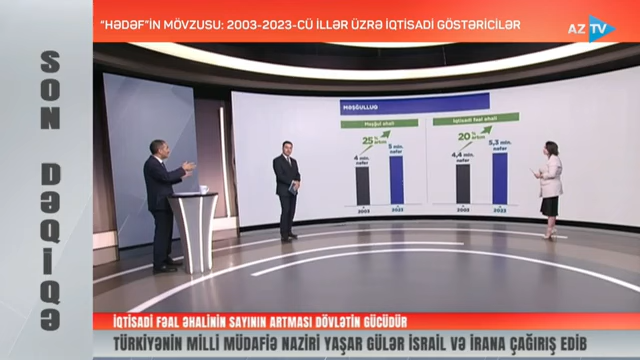 "HƏDƏF"İN MÖVZUSU: 2003-2023-CÜ İLLƏR ÜZRƏ İQTİSADİ GÖSTƏRİCİLƏR
AZTV
SON DƏQİQƏ
MƏŞĞULLUQ
Məşğul əhali
İqtisadi fəal əhali
25 % artım
20 % artım
4 mln. nəfər
5 mln. nəfər
4,4 mln. nəfər
5,3 mln. nəfər
2003
2023
2003
2023
İQTİSADİ FƏAL ƏHALİNİN SAYININ ARTMASI DÖVLƏTİN GÜCÜDÜR
TÜRKİYƏNİN MİLLİ MÜDAFİƏ NAZİRİ YAŞAR GÜLƏR İSRAİL VƏ İRANA ÇAĞIRIŞ EDİB